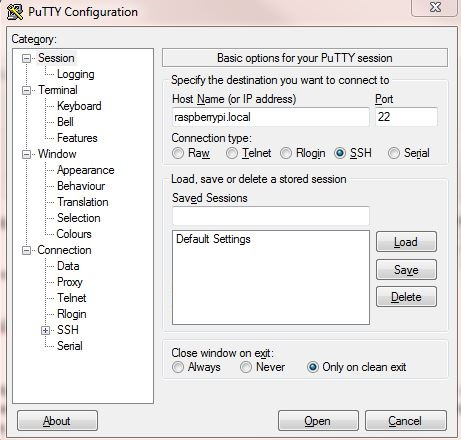 PuTTY Configuration
Category:
Session
Logging
Terminal
Keyboard
Bell
Features
Window
Appearance
Behaviour
Translation
Selection
Colours
Connection
Data
Proxy
Telnet
Rlogin
SSH
Serial
Basic options for your PuTTY session
Specify the destination you want to connect to
Host Name (or IP address) Port
raspberrypi.local 22
Connection type:
Raw Telnet Rlogin SSH Serial
Load, save or delete a stored session
Saved Sessions
Default Settings
Load
Save
Delete
Close window on exit:
Always Never Only on clean exit
About Open Cancel